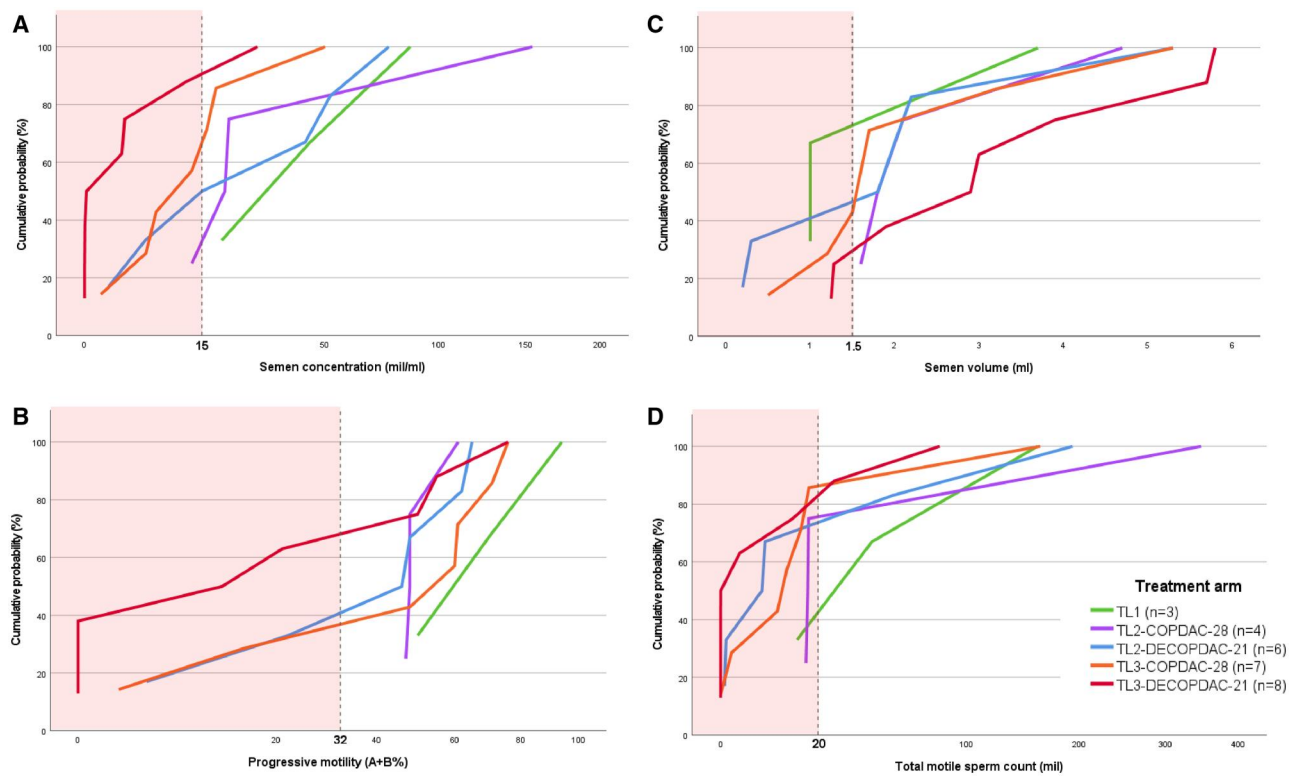 A
Cumulative probability (%)
100
80
60
40
20
0
0 15 50 100 150 200
Semen concentration (mil/ml)
C
Cumulative probability (%)
100
80
60
40
20
0
0 1 1.5 2 3 4 5 6
Semen volume (ml)
B
Cumulative probability (%)
100
80
60
40
20
0
0 20 32 40 60 80 100
Progressive motility (A+B%)
D
Cumulative probability (%)
100
80
60
40
20
0
0 20 100 200 300 400
Total motile sperm count (mil)
Treatment arm
TL1 (n=3)
TL2-COPDAC-28 (n=4)
TL2-DECOPDAC-21 (n=6)
TL3-COPDAC-28 (n=7)
TL3-DECOPDAC-21 (n=8)